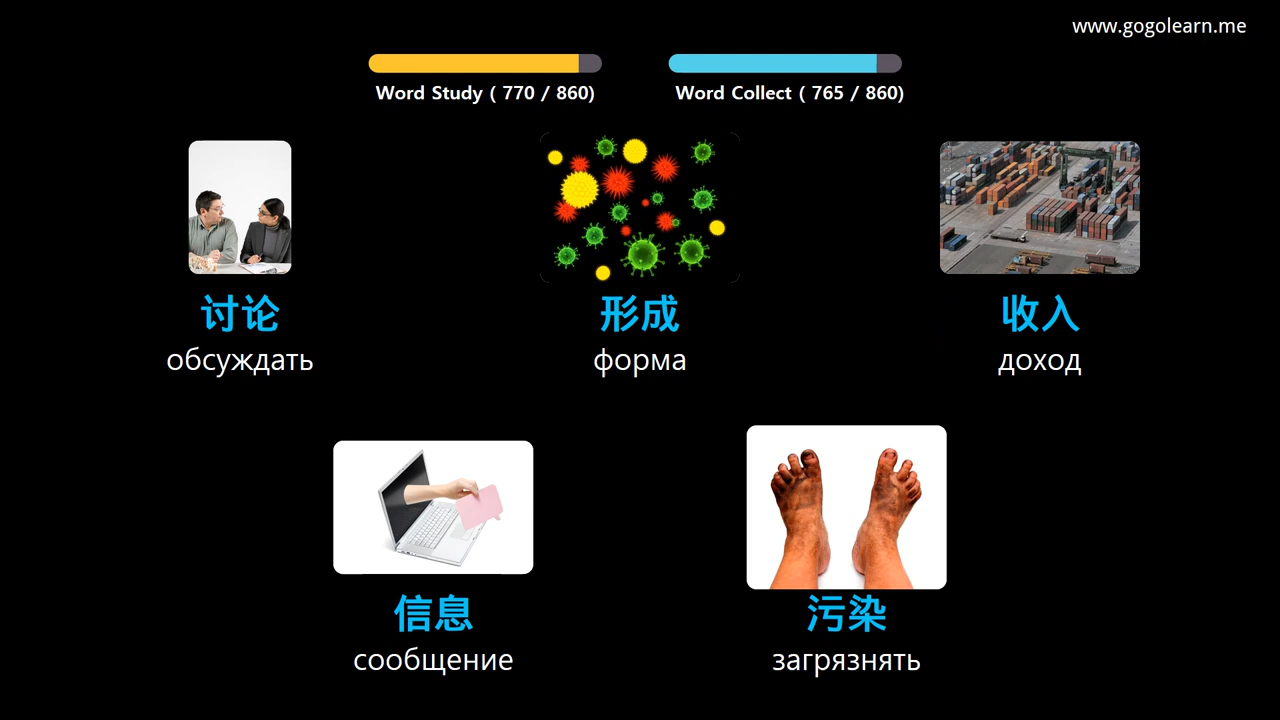 www.gogolearn.me
Word Study ( 770 / 860)
Word Collect ( 765 / 860)
讨论
обсуждать
形成
форма
收入
доход
信息
сообщение
污染
загрязнять